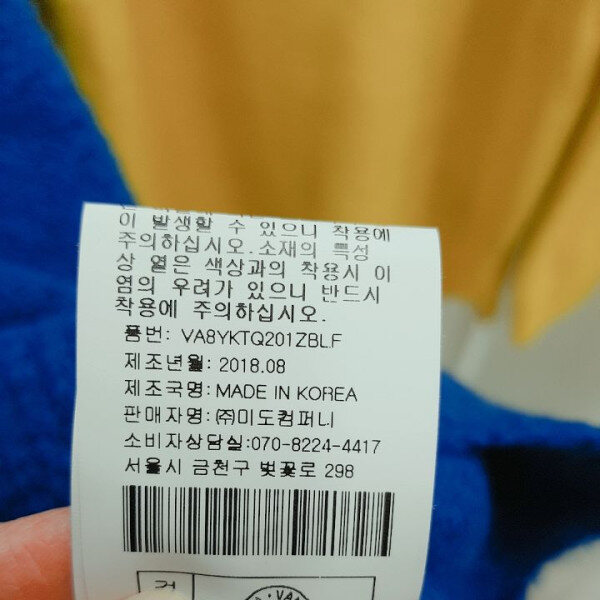 이 발생할 수 있으니 착용에
주의하십시오.소재의 특성
상 옅은 색상과의 착용시 이
염의 우려가 있으니 반드시
착용에 주의하십시오.
품번: VA8YKTQ201ZBLF
제조년월: 2018.08
제조국명: MADE IN KOREA
판매자명: ㈜미도컴퍼니
소비자상담실:070-8224-4417
서울시 금천구 벚꽃로 298